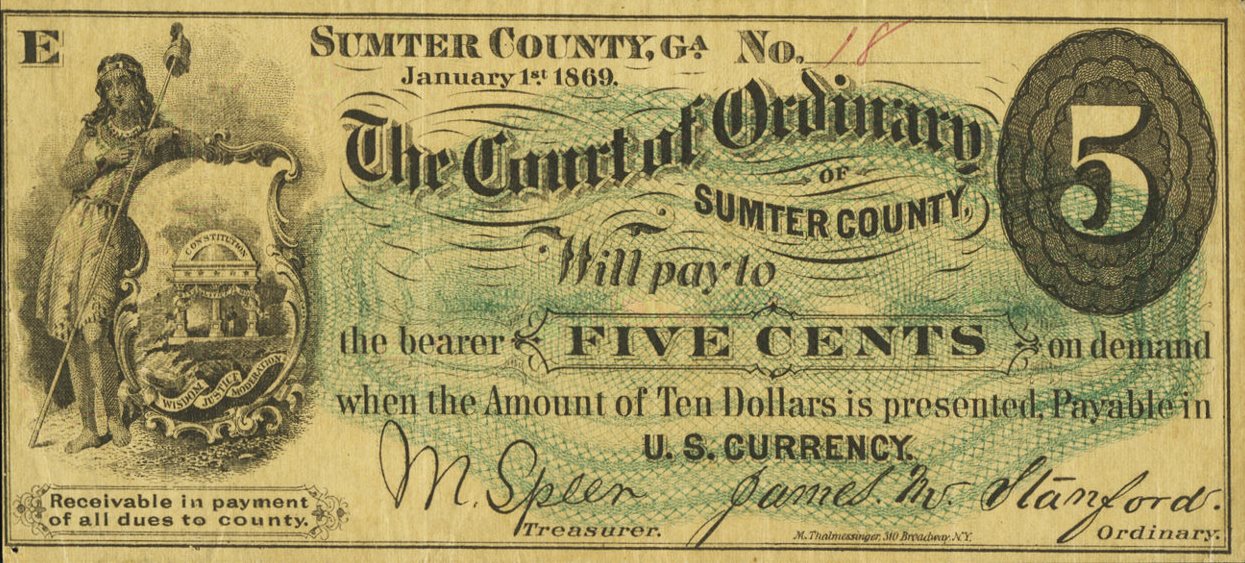 E
SUMTER COUNTY, GA No. 18
January 1st 1869.
5
The Court of Ordinary
OF
SUMTER COUNTY,
Will pay to
the bearer FIVE CENTS on demand
when the Amount of Ten Dollars is presented, Payable in
U. S. CURRENCY.
CONSTITUTION
WISDOM JUSTICE MODERATION
M. Speer James. W. Stanford.
Treasurer. Ordinary.
Receivable in payment
of all dues to county.
M. Thalmessinger, 310 Broadway. N.Y.